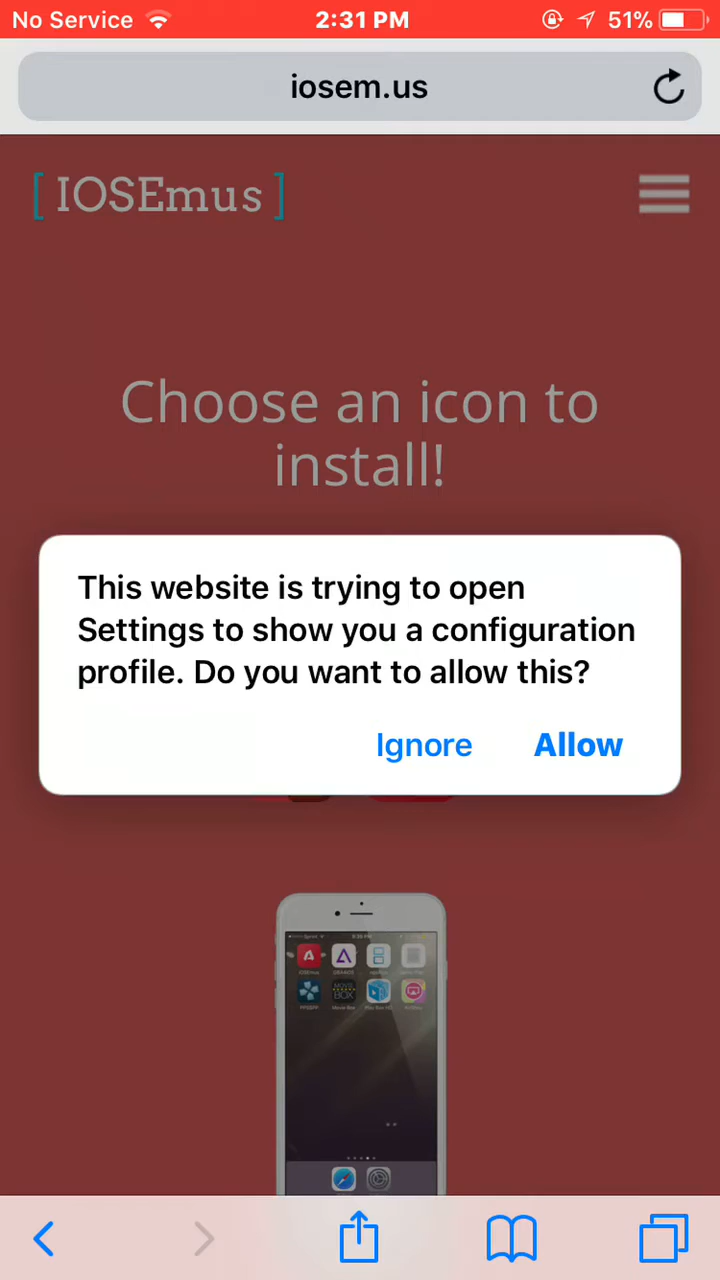 No Service 2:31 PM 51%
iosem.us
[ IOSEmus ]
Choose an icon to
install!
This website is trying to open
Settings to show you a configuration
profile. Do you want to allow this?
Ignore Allow